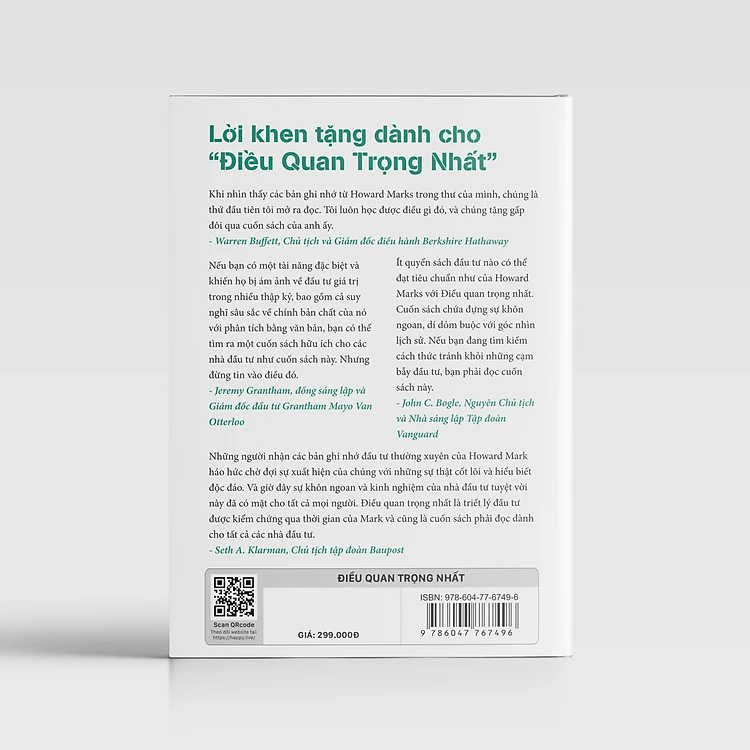 Lời khen tặng dành cho
“Điều Quan Trọng Nhất”
Khi nhìn thấy các bản ghi nhớ từ Howard Marks trong thư của mình, chúng là
thứ đầu tiên tôi mở ra đọc. Tôi luôn học được điều gì đó, và chúng tăng gấp
đôi qua cuốn sách của anh ấy.
- Warren Buffett, Chủ tịch và Giám đốc điều hành Berkshire Hathaway
Nếu bạn có một tài năng đặc biệt và
khiến họ bị ám ảnh về đầu tư giá trị
trong nhiều thập kỷ, bao gồm cả suy
nghĩ sâu sắc về chính bản chất của nó
với phân tích bằng văn bản, bạn có thể
tìm ra một cuốn sách hữu ích cho các
nhà đầu tư như cuốn sách này. Nhưng
đừng tin vào điều đó.
- Jeremy Grantham, đồng sáng lập và
Giám đốc đầu tư Grantham Mayo Van
Otterloo
Ít quyển sách đầu tư nào có thể
đạt tiêu chuẩn như của Howard
Marks với Điều quan trọng nhất.
Cuốn sách chứa đựng sự khôn
ngoan, dí dỏm buộc với góc nhìn
lịch sử. Nếu bạn đang tìm kiếm
cách thức tránh khỏi những cạm
bẫy đầu tư, bạn phải đọc cuốn
sách này.
- John C. Bogle, Nguyên Chủ tịch
và Nhà sáng lập Tập đoàn
Vanguard
Những người nhận các bản ghi nhớ đầu tư thường xuyên của Howard Mark
háo hức chờ đợi sự xuất hiện của chúng với những sự thật cốt lõi và hiểu biết
độc đáo. Và giờ đây sự khôn ngoan và kinh nghiệm của nhà đầu tư tuyệt vời
này đã có mặt cho tất cả mọi người. Điều quan trọng nhất là triết lý đầu tư
được kiểm chứng qua thời gian của Mark và cũng là cuốn sách phải đọc dành
cho tất cả các nhà đầu tư.
- Seth A. Klarman, Chủ tịch tập đoàn Baupost
ĐIỀU QUAN TRỌNG NHẤT
Scan QRcode
Theo dõi website tại:
https://happy.live/
GIÁ: 299.000Đ
ISBN: 978-604-77-6749-6
9 786047 767496